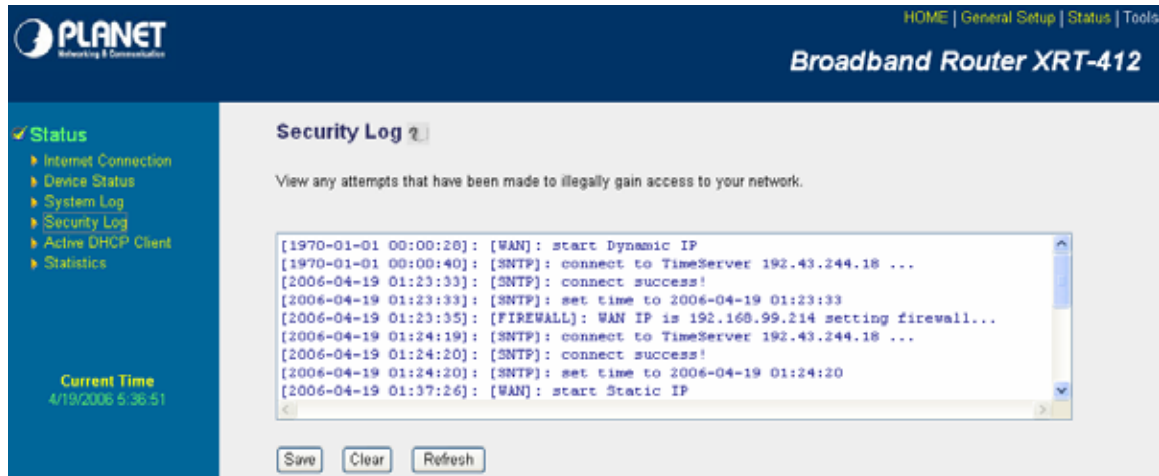 PLANET
Networking & Communication
HOME | General Setup | Status | Tools
Broadband Router XRT-412
Status
Internet Connection
Device Status
System Log
Security Log
Active DHCP Client
Statistics
Current Time
4/19/2006 5:36:51
Security Log
View any attempts that have been made to illegally gain access to your network.
[1970-01-01 00:00:28]: [WAN]: start Dynamic IP
[1970-01-01 00:00:40]: [SNTP]: connect to TimeServer 192.43.244.18 ...
[2006-04-19 01:23:33]: [SNTP]: connect success!
[2006-04-19 01:23:33]: [SNTP]: set time to 2006-04-19 01:23:33
[2006-04-19 01:23:35]: [FIREWALL]: WAN IP is 192.168.99.214 setting firewall...
[2006-04-19 01:24:19]: [SNTP]: connect to TimeServer 192.43.244.18 ...
[2006-04-19 01:24:20]: [SNTP]: connect success!
[2006-04-19 01:24:20]: [SNTP]: set time to 2006-04-19 01:24:20
[2006-04-19 01:37:26]: [WAN]: start Static IP
Save Clear Refresh